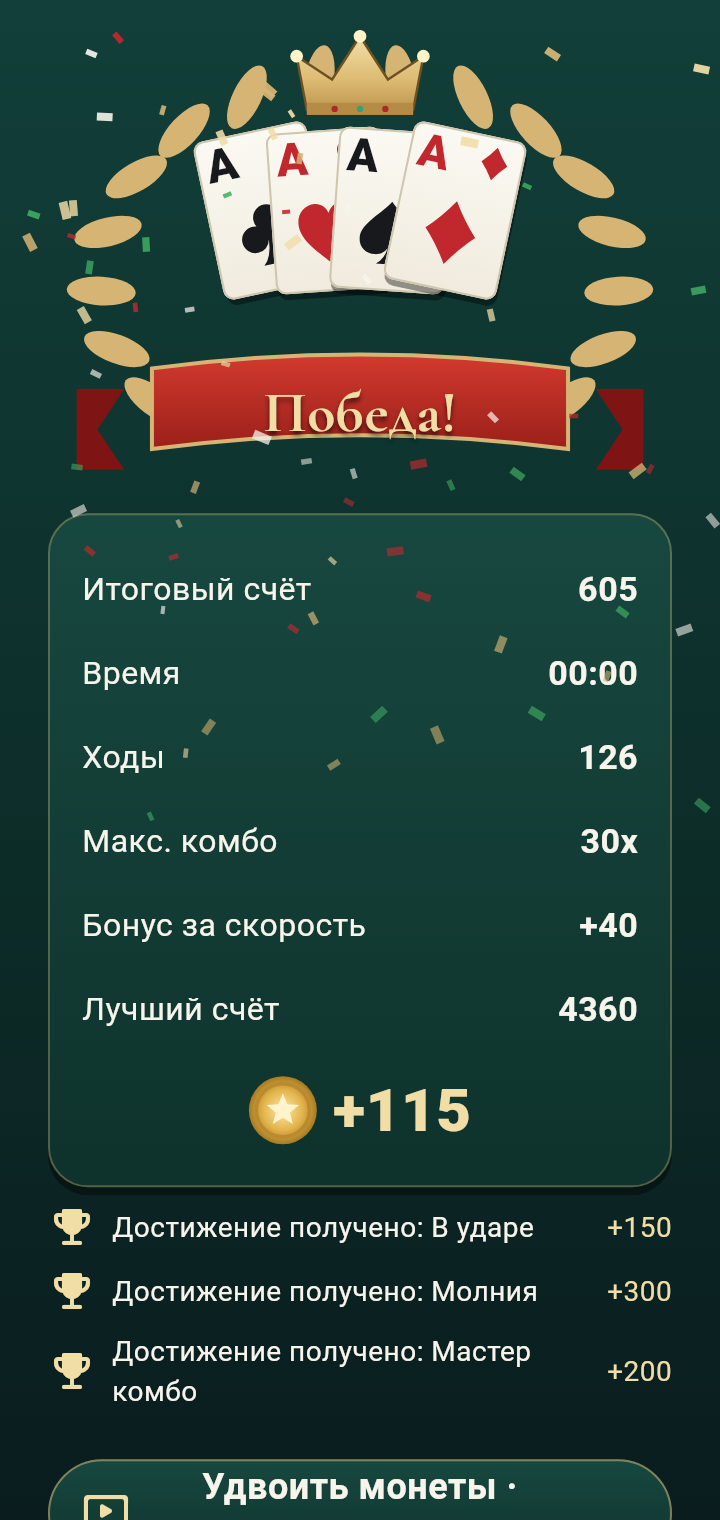 A A A A
Победа!
Итоговый счёт 605
Время 00:00
Ходы 126
Макс. комбо 30x
Бонус за скорость +40
Лучший счёт 4360
+115
Достижение получено: В ударе +150
Достижение получено: Молния +300
Достижение получено: Мастер
комбо +200
Удвоить монеты ·